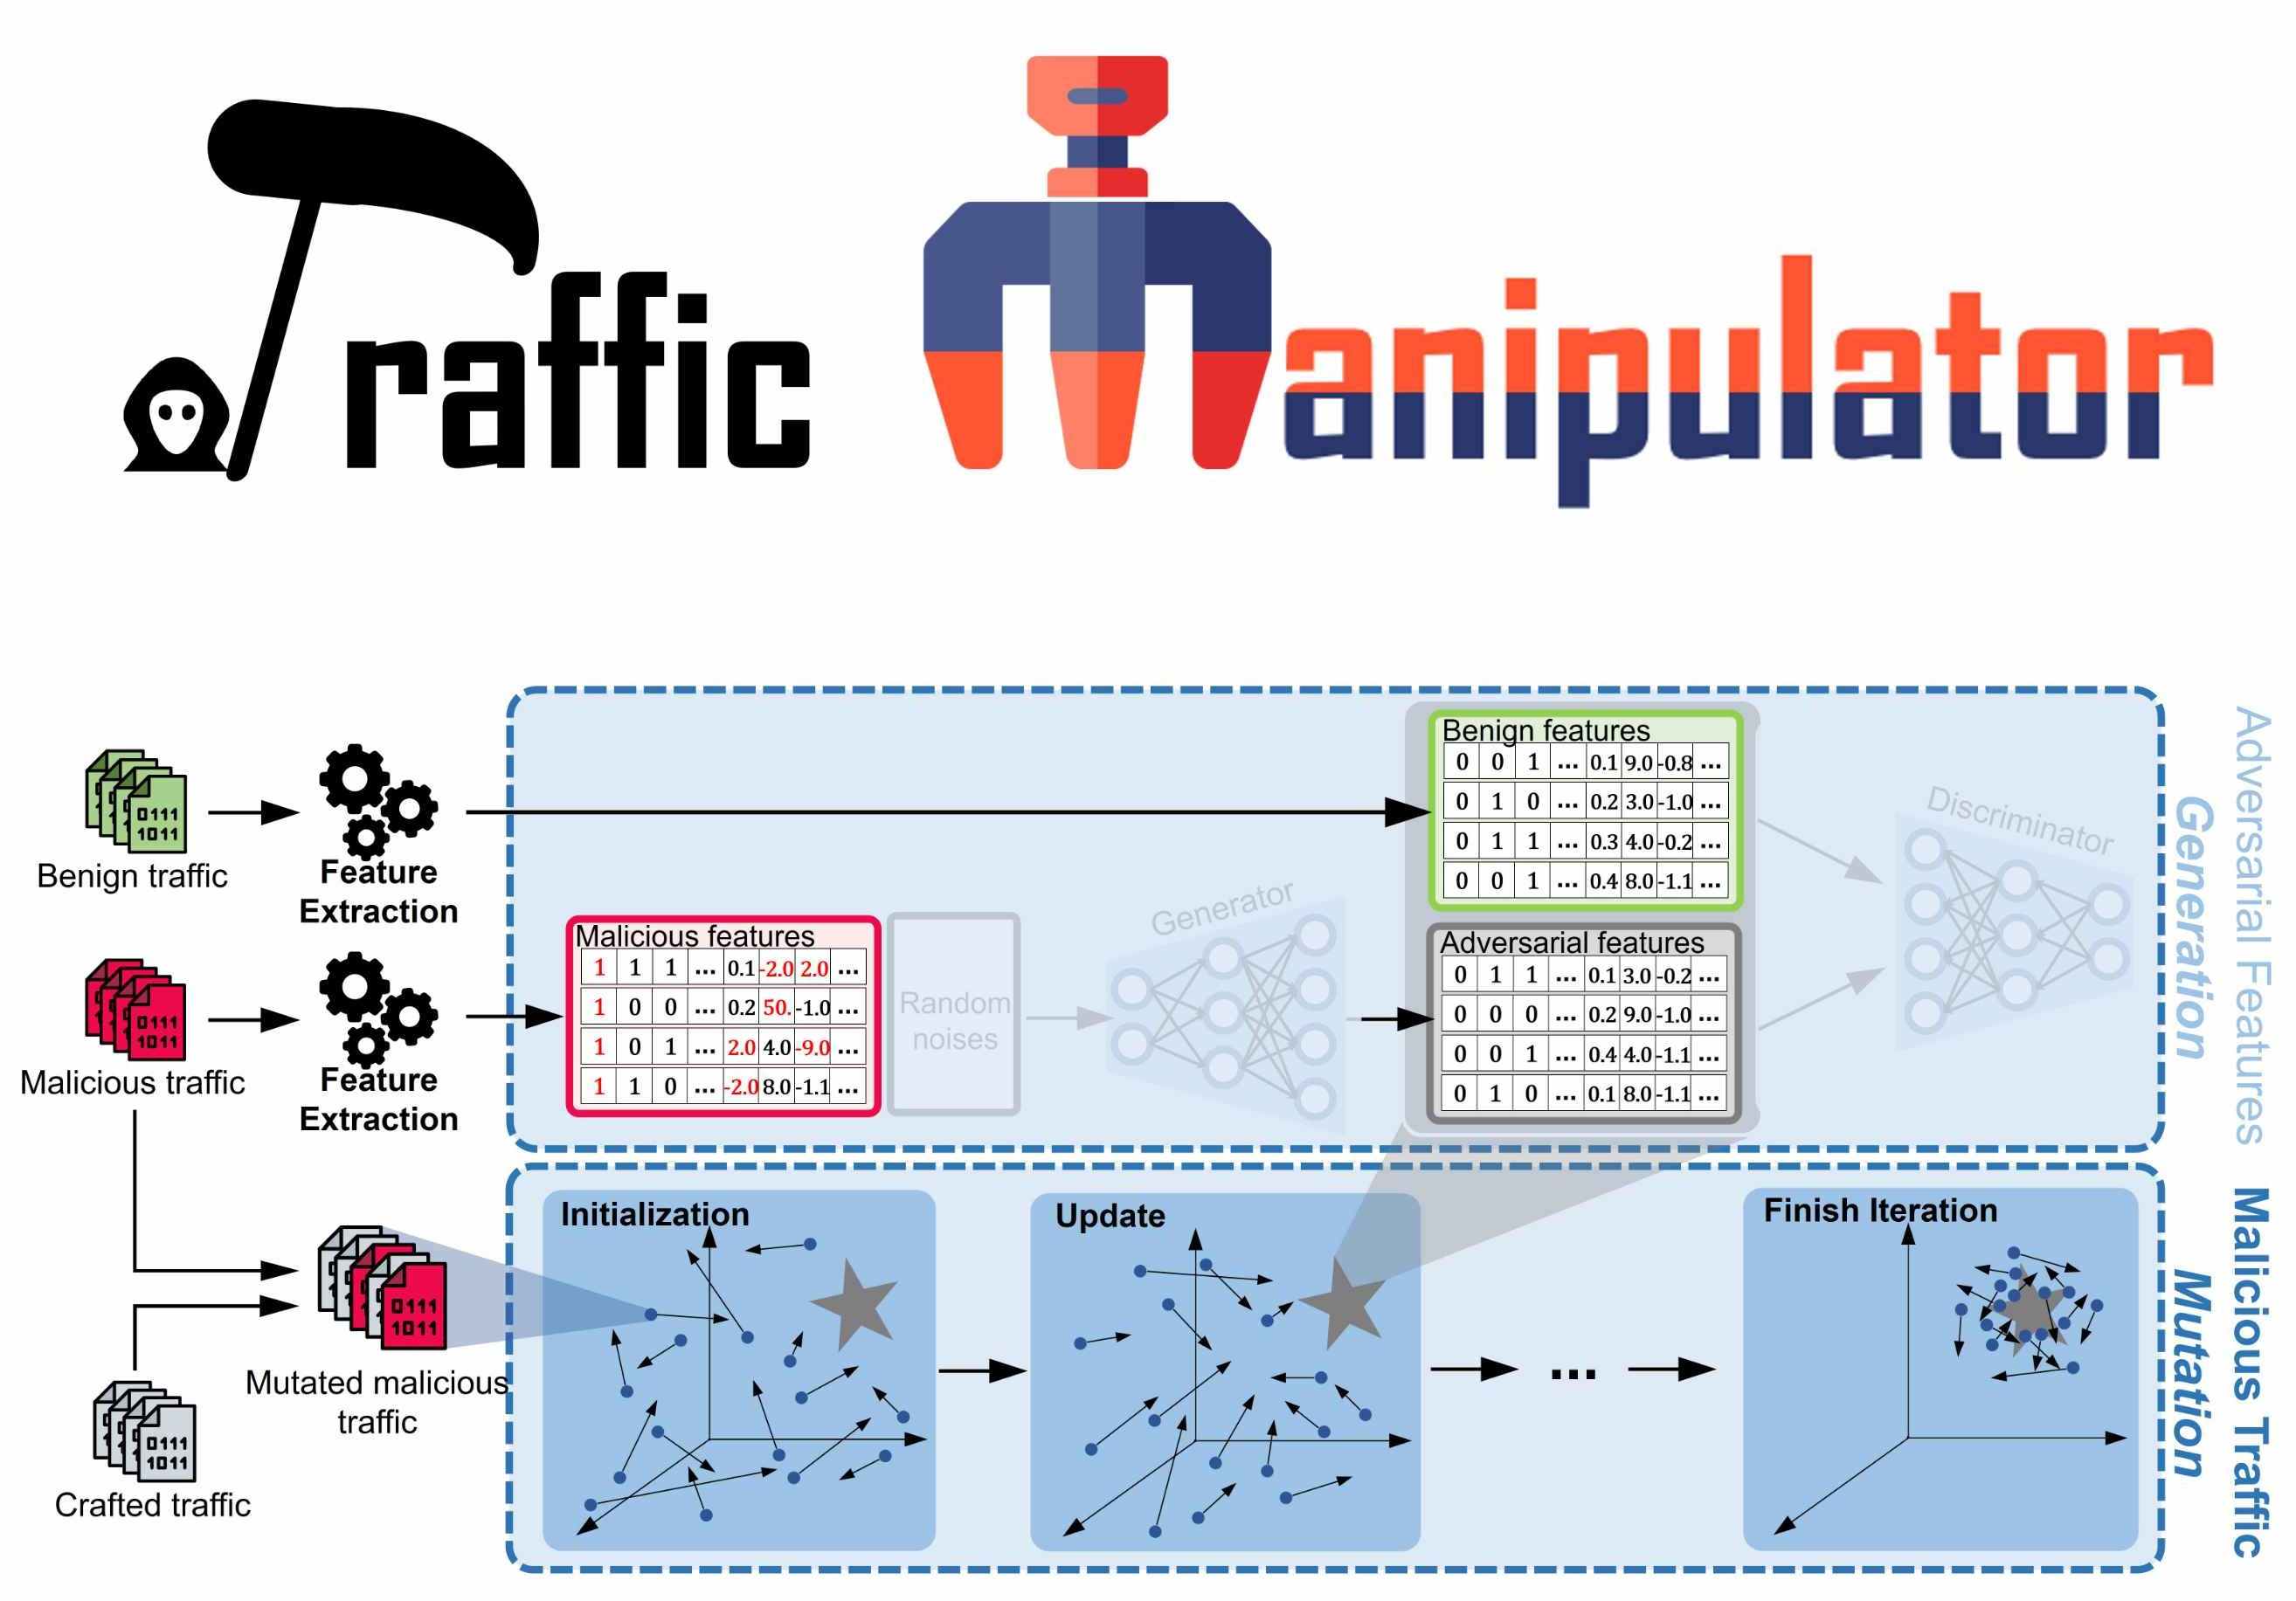 Traffic Manipulator
Benign traffic
Feature
Extraction
Malicious traffic
Feature
Extraction
Benign features
0 0 1 ... 0.1 9.0 -0.8 ...
0 1 0 ... 0.2 3.0 -1.0 ...
0 1 1 ... 0.3 4.0 -0.2 ...
0 0 1 ... 0.4 8.0 -1.1 ...
Malicious features
1 1 1 ... 0.1 -2.0 2.0 ...
1 0 0 ... 0.2 50. -1.0 ...
1 0 1 ... 2.0 4.0 -9.0 ...
1 1 0 ... -2.0 8.0 -1.1 ...
Random
noises
Generator
Adversarial features
0 1 1 ... 0.1 3.0 -0.2 ...
0 0 0 ... 0.2 9.0 -1.0 ...
0 0 1 ... 0.4 4.0 -1.1 ...
0 1 0 ... 0.1 8.0 -1.1 ...
Discriminator
Adversarial Features
Generation
0111
1011
0111
1011
Initialization
Update
...
Finish Iteration
0111
1011
Mutated malicious
traffic
0111
1011
Crafted traffic
Malicious Traffic
Mutation